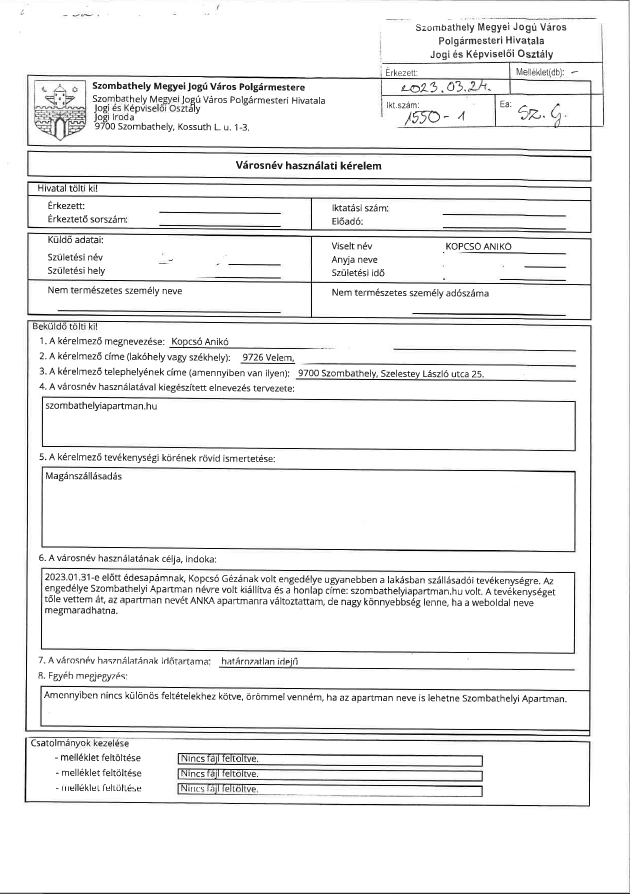 Szombathely Megyei Jogú Város
Polgármesteri Hivatala
Jogi és Képviselői Osztály
Érkezett:
Melléklet(db): -
2023.03.24.
Ikt.szám:
1550-1
Ea:
Sz. G.
Szombathely Megyei Jogú Város Polgármestere
Szombathely Megyei Jogú Város Polgármesteri Hivatala
Jogi és Képviselői Osztály
Jogi Iroda
9700 Szombathely, Kossuth L. u. 1-3.
Városnév használati kérelem
Hivatal tölti ki!
Érkezett:
Érkeztető sorszám:
Iktatási szám:
Előadó:
Küldő adatai:
Születési név
Születési hely
Viselt név KOPCSÓ ANIKÓ
Anyja neve
Születési idő
Nem természetes személy neve
Nem természetes személy adószáma
Beküldő tölti ki!
1. A kérelmező megnevezése: Kopcsó Anikó
2. A kérelmező címe (lakóhely vagy székhely): 9726 Velem,
3. A kérelmező telephelyének címe (amennyiben van ilyen): 9700 Szombathely, Szelestey László utca 25.
4. A városnév használatával kiegészített elnevezés tervezete:
szombathelyiapartman.hu
5. A kérelmező tevékenységi körének rövid ismertetése:
Magánszállásadás
6. A városnév használatának célja, indoka:
2023.01.31-e előtt édesapámnak, Kopcsó Gézának volt engedélye ugyanebben a lakásban szállásadói tevékenységre. Az
engedélye Szombathelyi Apartman névre volt kiállítva és a honlap címe: szombathelyiapartman.hu volt. A tevékenységet
tőle vettem át, az apartman nevét ANKA apartmanra változtattam, de nagy könnyebbség lenne, ha a weboldal neve
megmaradhatna.
7. A városnév használatának időtartama: határozatlan idejű
8. Egyéb megjegyzés:
Amennyiben nincs különös feltételekhez kötve, örömmel venném, ha az apartman neve is lehetne Szombathelyi Apartman.
Csatolmányok kezelése
- melléklet feltöltése Nincs fájl feltöltve.
- melléklet feltöltése Nincs fájl feltöltve.
- melléklet feltöltése Nincs fájl feltöltve.